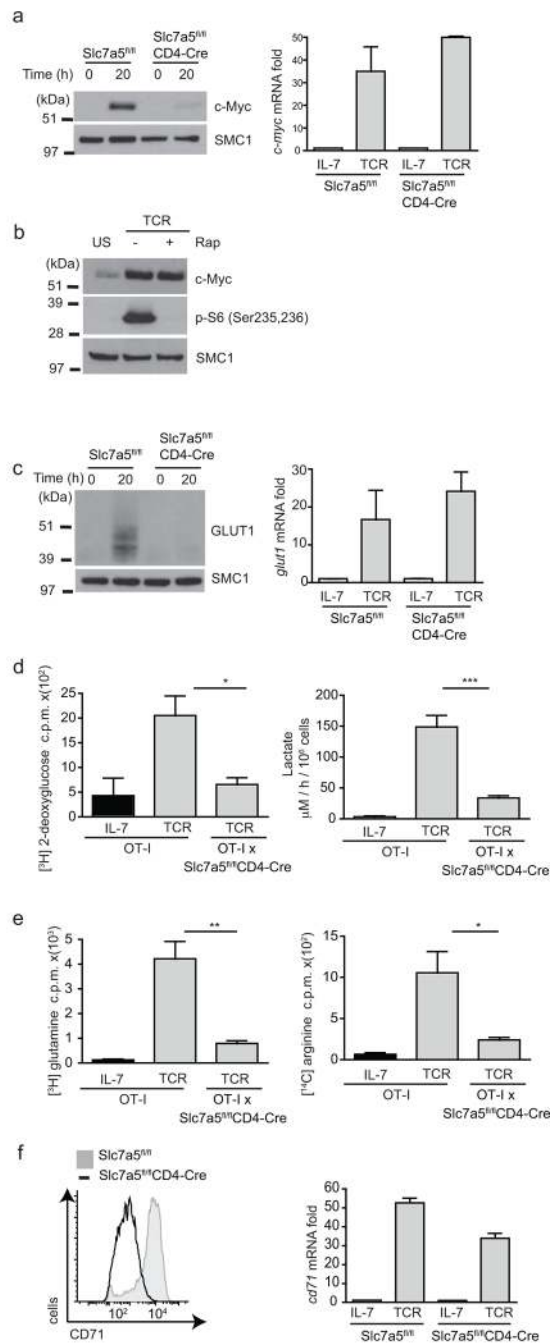 a
Slc7a5fl/fl
Slc7a5fl/fl
CD4-Cre
Time (h) 0 20 0 20
(kDa)
51
c-Myc
97
SMC1
c-myc mRNA fold
50
40
30
20
10
0
IL-7 TCR IL-7 TCR
Slc7a5fl/fl Slc7a5fl/fl
CD4-Cre
b
TCR
US - + Rap
(kDa)
51
c-Myc
39
28
p-S6 (Ser235,236)
97
SMC1
c
Slc7a5fl/fl
Slc7a5fl/fl
CD4-Cre
Time (h) 0 20 0 20
(kDa)
51
39
GLUT1
97
SMC1
glut1 mRNA fold
30
20
10
0
IL-7 TCR IL-7 TCR
Slc7a5fl/fl Slc7a5fl/fl
CD4-Cre
d
[³H] 2-deoxyglucose c.p.m. x(10²)
25
20
15
10
5
0
*
IL-7 TCR TCR
OT-I OT-I x
Slc7a5fl/flCD4-Cre
Lactate
µM / h / 10⁶ cells
200
150
100
50
0
***
IL-7 TCR TCR
OT-I OT-I x
Slc7a5fl/flCD4-Cre
e
[³H] glutamine c.p.m. x(10³)
5
4
3
2
1
0
**
IL-7 TCR TCR
OT-I OT-I x
Slc7a5fl/flCD4-Cre
[¹⁴C] arginine c.p.m. x(10²)
15
10
5
0
*
IL-7 TCR TCR
OT-I OT-I x
Slc7a5fl/flCD4-Cre
f
Slc7a5fl/fl
Slc7a5fl/flCD4-Cre
cells
10² 10⁴
CD71
cd71 mRNA fold
60
50
40
30
20
10
0
IL-7 TCR IL-7 TCR
Slc7a5fl/fl Slc7a5fl/flCD4-Cre